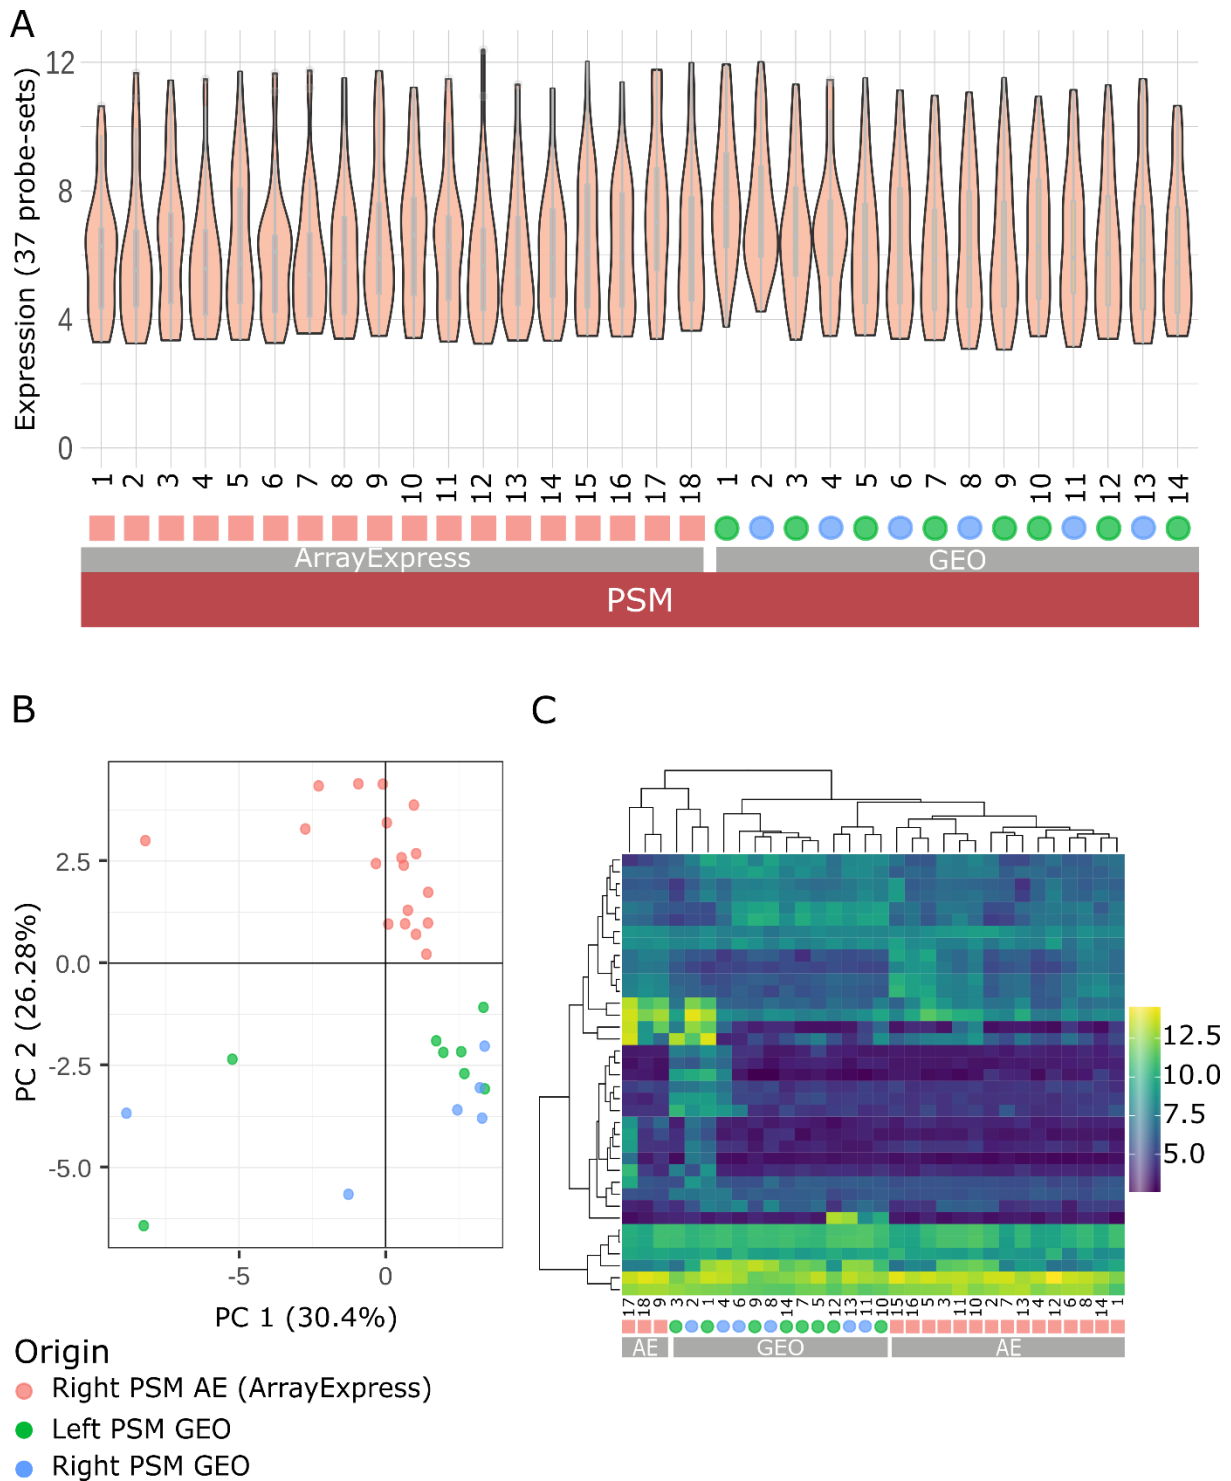 A
Expression (37 probe-sets)
12
8
4
0
1 2 3 4 5 6 7 8 9 10 11 12 13 14 15 16 17 18 1 2 3 4 5 6 7 8 9 10 11 12 13 14
ArrayExpress GEO
PSM
B
PC 2 (26.28%)
2.5
0.0
-2.5
-5.0
-5 0
PC 1 (30.4%)
C
12.5
10.0
7.5
5.0
17 18 9 3 2 1 4 6 9 8 14 7 5 12 13 11 10 15 16 5 3 11 10 2 7 13 4 12 6 8 14 1
AE GEO AE
Origin
Right PSM AE (ArrayExpress)
Left PSM GEO
Right PSM GEO